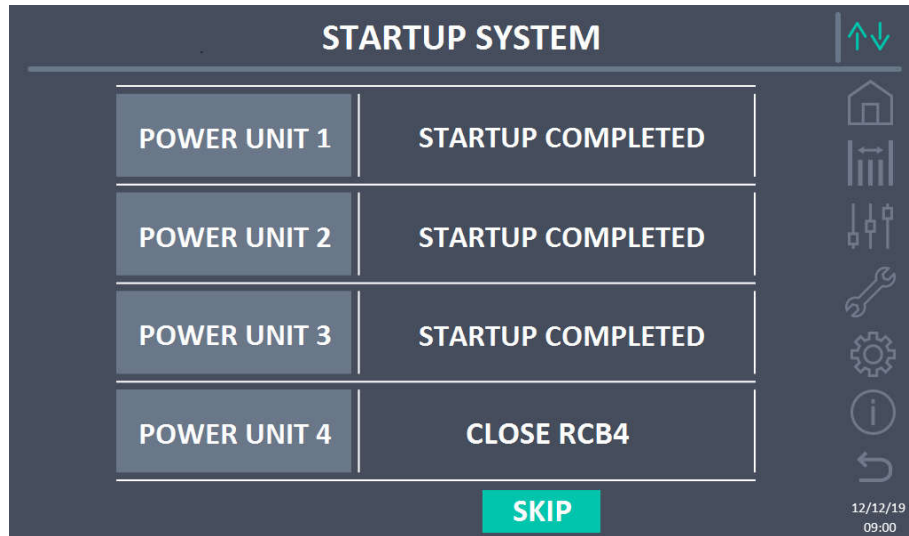 STARTUP SYSTEM
POWER UNIT 1 STARTUP COMPLETED
POWER UNIT 2 STARTUP COMPLETED
POWER UNIT 3 STARTUP COMPLETED
POWER UNIT 4 CLOSE RCB4
SKIP
12/12/19
09:00